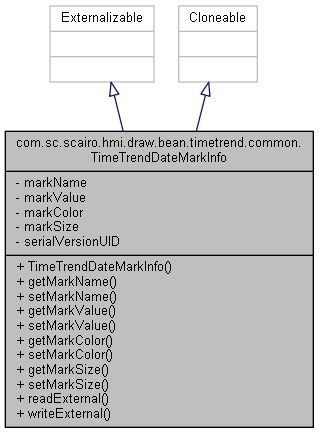 Externalizable
Cloneable
com.sc.scairo.hmi.draw.bean.timetrend.common.
TimeTrendDateMarkInfo
- markName
- markValue
- markColor
- markSize
- serialVersionUID
+ TimeTrendDateMarkInfo()
+ getMarkName()
+ setMarkName()
+ getMarkValue()
+ setMarkValue()
+ getMarkColor()
+ setMarkColor()
+ getMarkSize()
+ setMarkSize()
+ readExternal()
+ writeExternal()